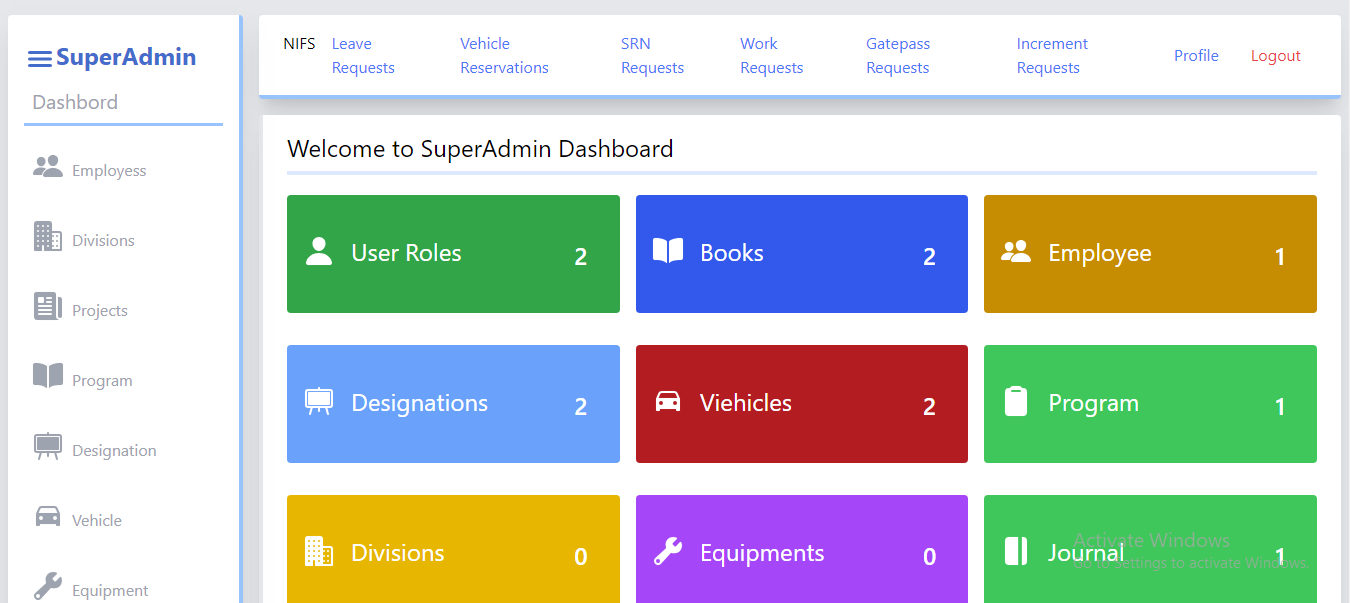 SuperAdmin
Dashbord
Employess
Divisions
Projects
Program
Designation
Vehicle
Equipment
NIFS
Leave
Requests
Vehicle
Reservations
SRN
Requests
Work
Requests
Gatepass
Requests
Increment
Requests
Profile
Logout
Welcome to SuperAdmin Dashboard
User Roles 2
Books 2
Employee 1
Designations 2
Viehicles 2
Program 1
Divisions 0
Equipments 0
Journal 1
Activate Windows
Go to Settings to activate Windows.